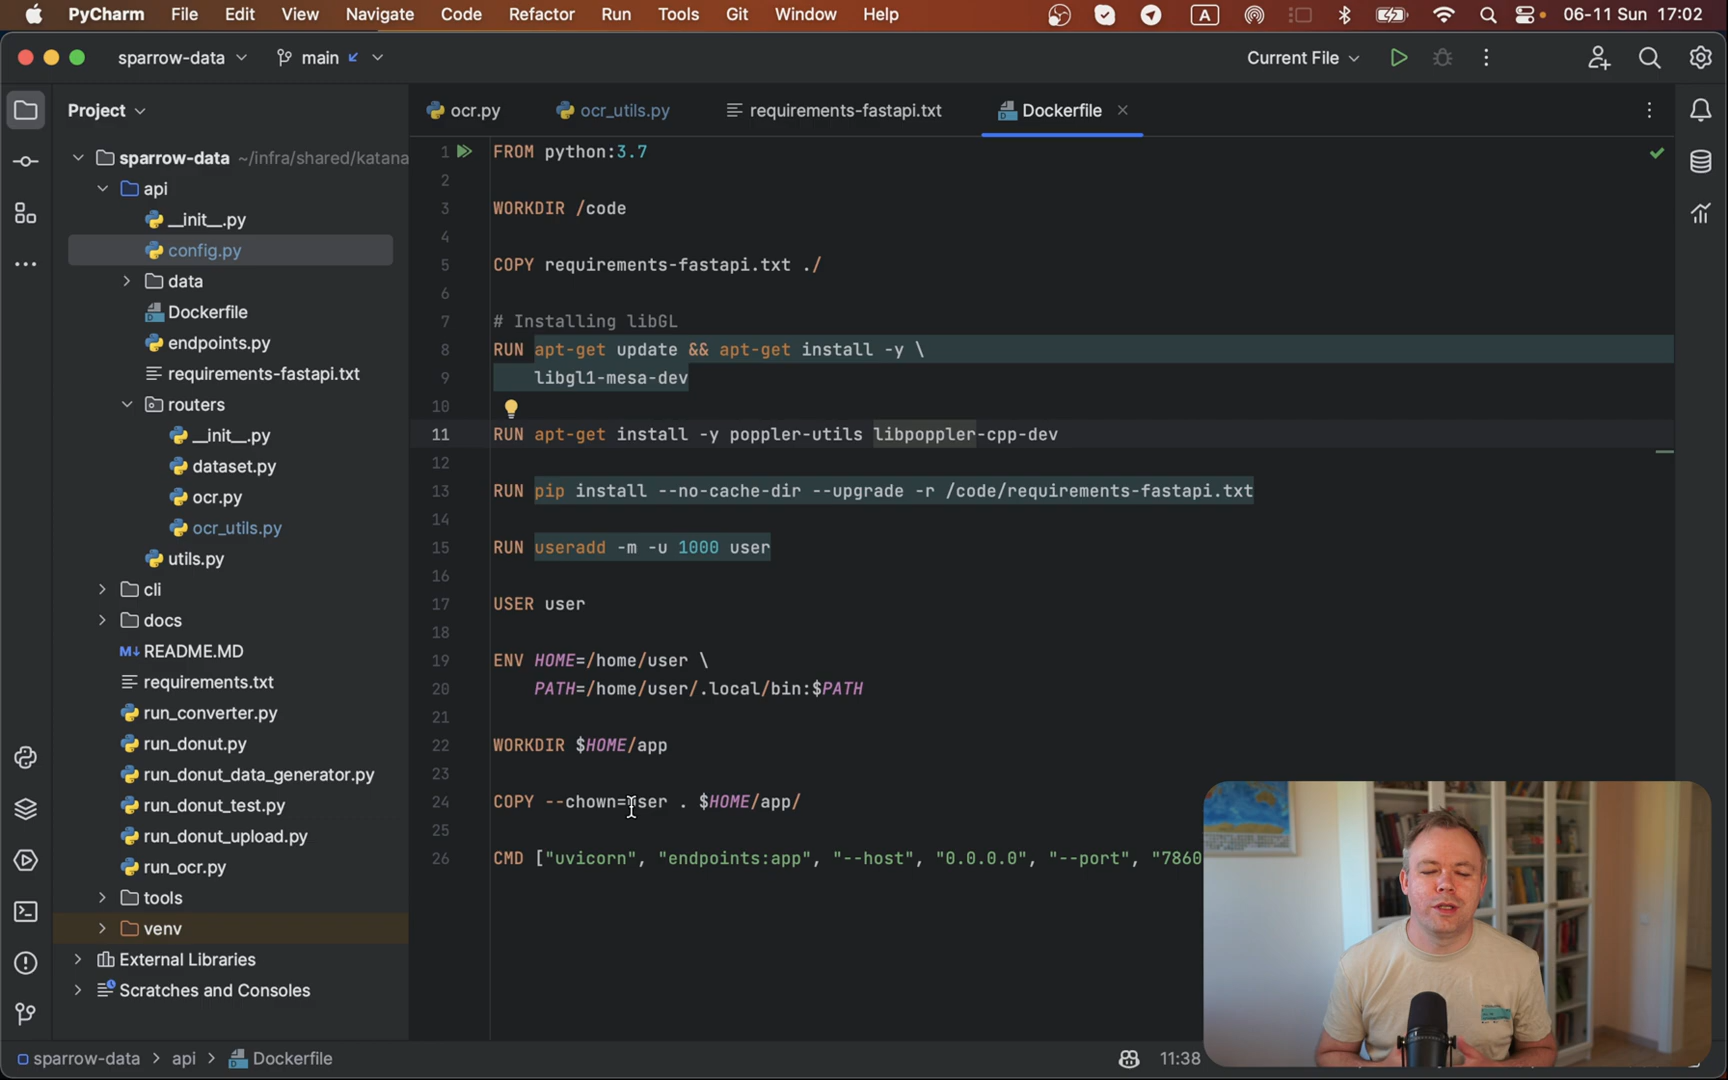 PyCharm File Edit View Navigate Code Refactor Run Tools Git Window Help A 06-11 Sun 17:02
sparrow-data main Current File
Project
ocr.py ocr_utils.py requirements-fastapi.txt Dockerfile
sparrow-data ~/infra/shared/katana
api
__init__.py
config.py
data
Dockerfile
endpoints.py
requirements-fastapi.txt
routers
__init__.py
dataset.py
ocr.py
ocr_utils.py
utils.py
cli
docs
M↓ README.MD
requirements.txt
run_converter.py
run_donut.py
run_donut_data_generator.py
run_donut_test.py
run_donut_upload.py
run_ocr.py
tools
venv
External Libraries
Scratches and Consoles
1 FROM python:3.7
2
3 WORKDIR /code
4
5 COPY requirements-fastapi.txt ./
6
7 # Installing libGL
8 RUN apt-get update && apt-get install -y \
9 libgl1-mesa-dev
10
11 RUN apt-get install -y poppler-utils libpoppler-cpp-dev
12
13 RUN pip install --no-cache-dir --upgrade -r /code/requirements-fastapi.txt
14
15 RUN useradd -m -u 1000 user
16
17 USER user
18
19 ENV HOME=/home/user \
20 PATH=/home/user/.local/bin:$PATH
21
22 WORKDIR $HOME/app
23
24 COPY --chown=user . $HOME/app/
25
26 CMD ["uvicorn", "endpoints:app", "--host", "0.0.0.0", "--port", "7860
sparrow-data > api > Dockerfile 11:38